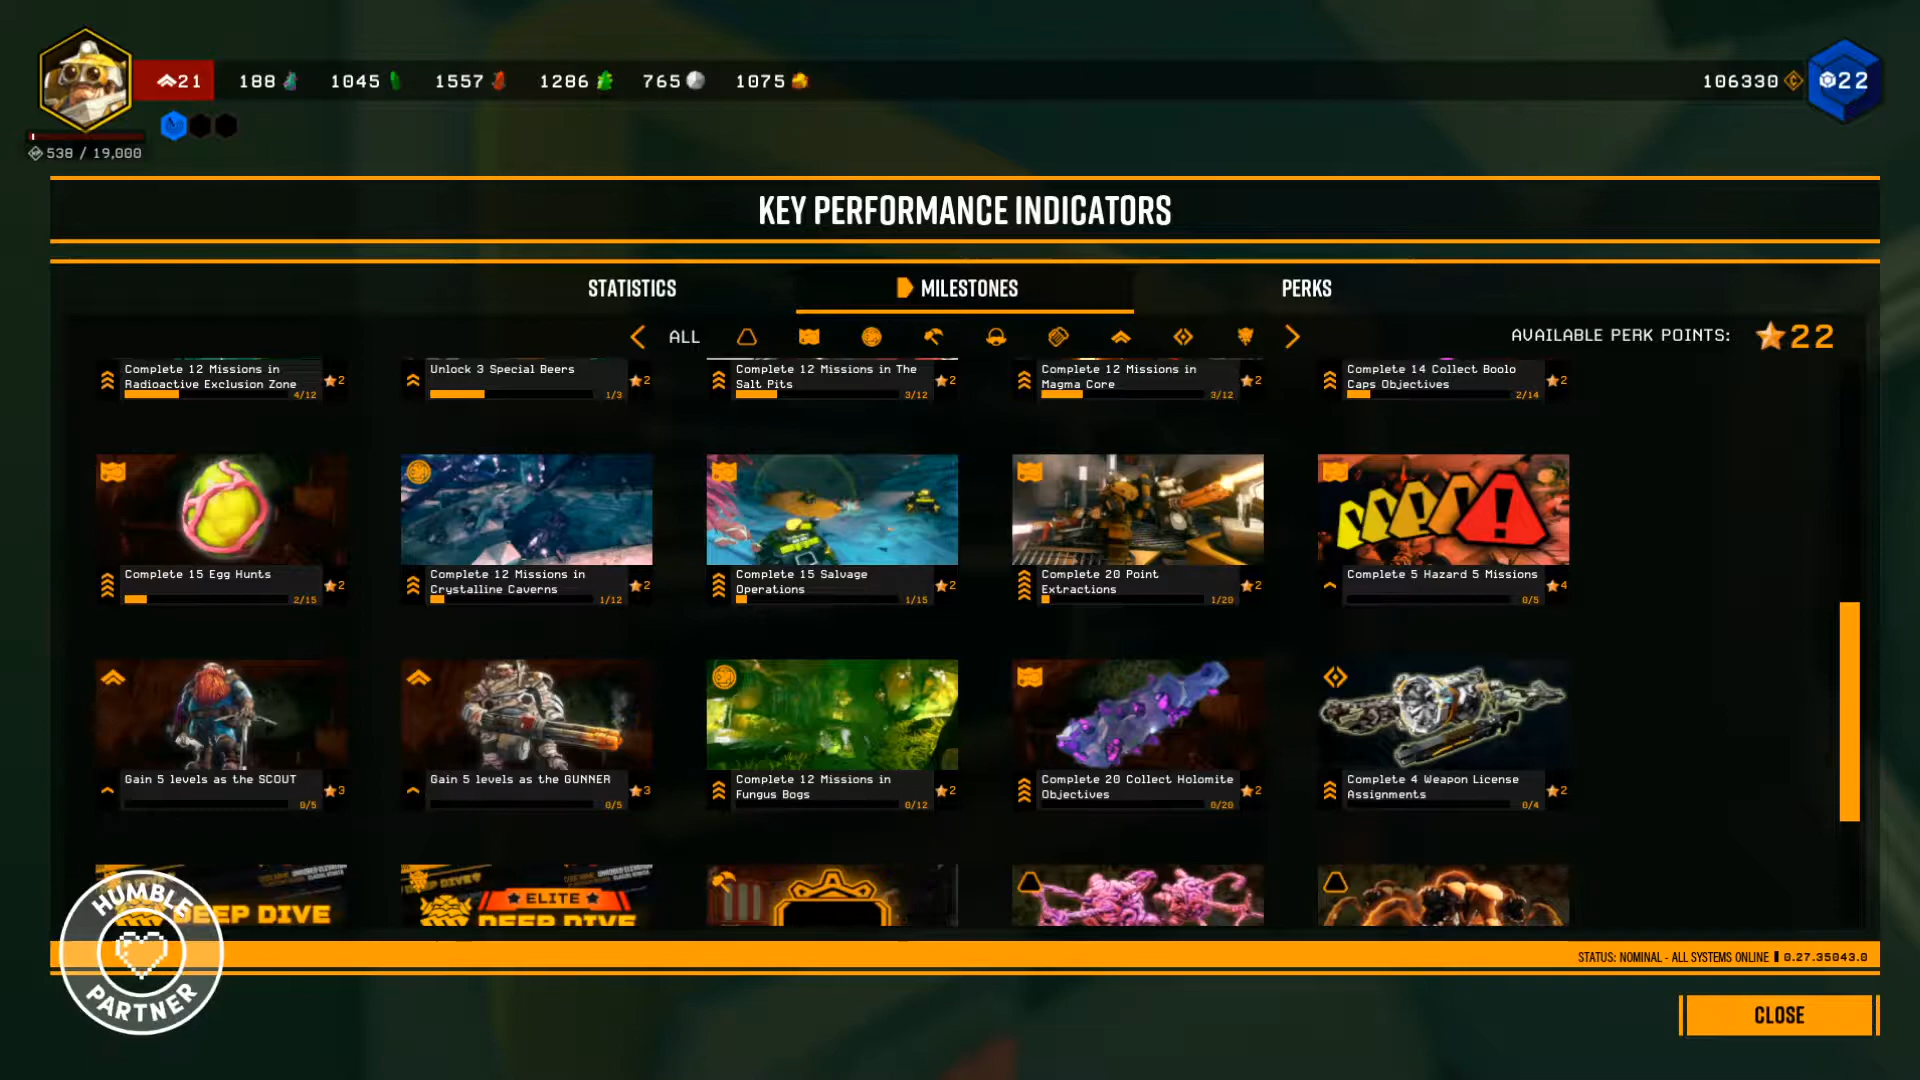 21 188 1045 1557 1286 765 1075 106330 22
538 / 19,000
KEY PERFORMANCE INDICATORS
STATISTICS MILESTONES PERKS
ALL AVAILABLE PERK POINTS: 22
Complete 12 Missions in
Radioactive Exclusion Zone
2
4/12
Unlock 3 Special Beers
2
1/3
Complete 12 Missions in The
Salt Pits
2
3/12
Complete 12 Missions in
Magma Core
2
3/12
Complete 14 Collect Boolo
Caps Objectives
2
2/14
Complete 15 Egg Hunts
2
2/15
Complete 12 Missions in
Crystalline Caverns
2
1/12
Complete 15 Salvage
Operations
2
1/15
Complete 20 Point
Extractions
2
1/20
Complete 5 Hazard 5 Missions
4
0/5
Gain 5 levels as the SCOUT
3
0/5
Gain 5 levels as the GUNNER
3
0/5
Complete 12 Missions in
Fungus Bogs
2
0/12
Complete 20 Collect Holomite
Objectives
2
0/20
Complete 4 Weapon License
Assignments
2
0/4
DEEP DIVE
ELITE
DEEP DIVE
HUMBLE
PARTNER
STATUS: NOMINAL - ALL SYSTEMS ONLINE 0.27.35043.0
CLOSE